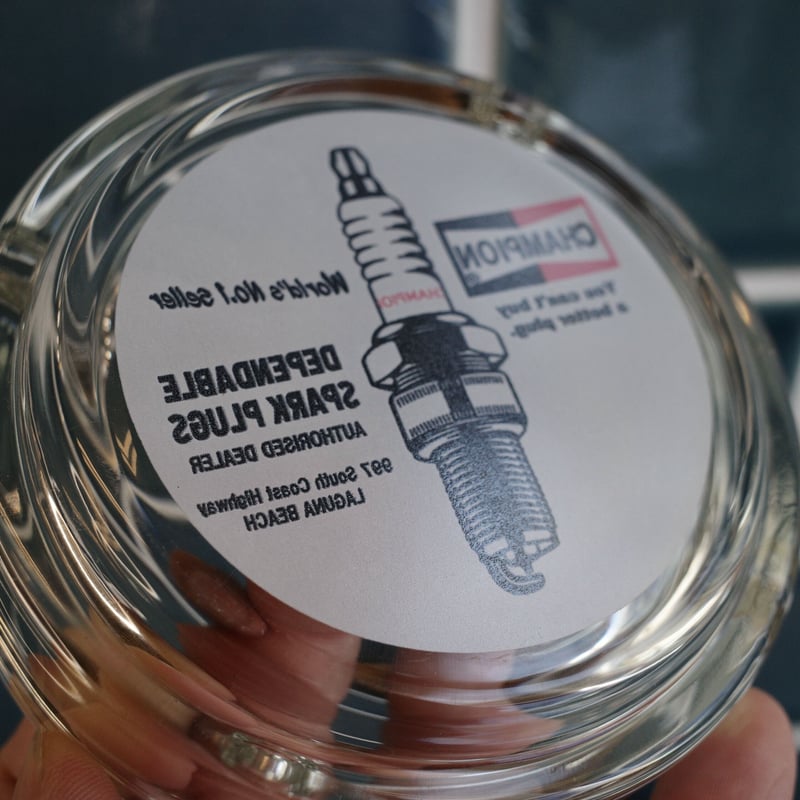 CHAMPION
®
You can't buy
a better plug.
CHAMPION
World's No.1 seller
DEPENDABLE
SPARK PLUGS
AUTHORISED DEALER
997 South Coast Highway
LAGUNA BEACH